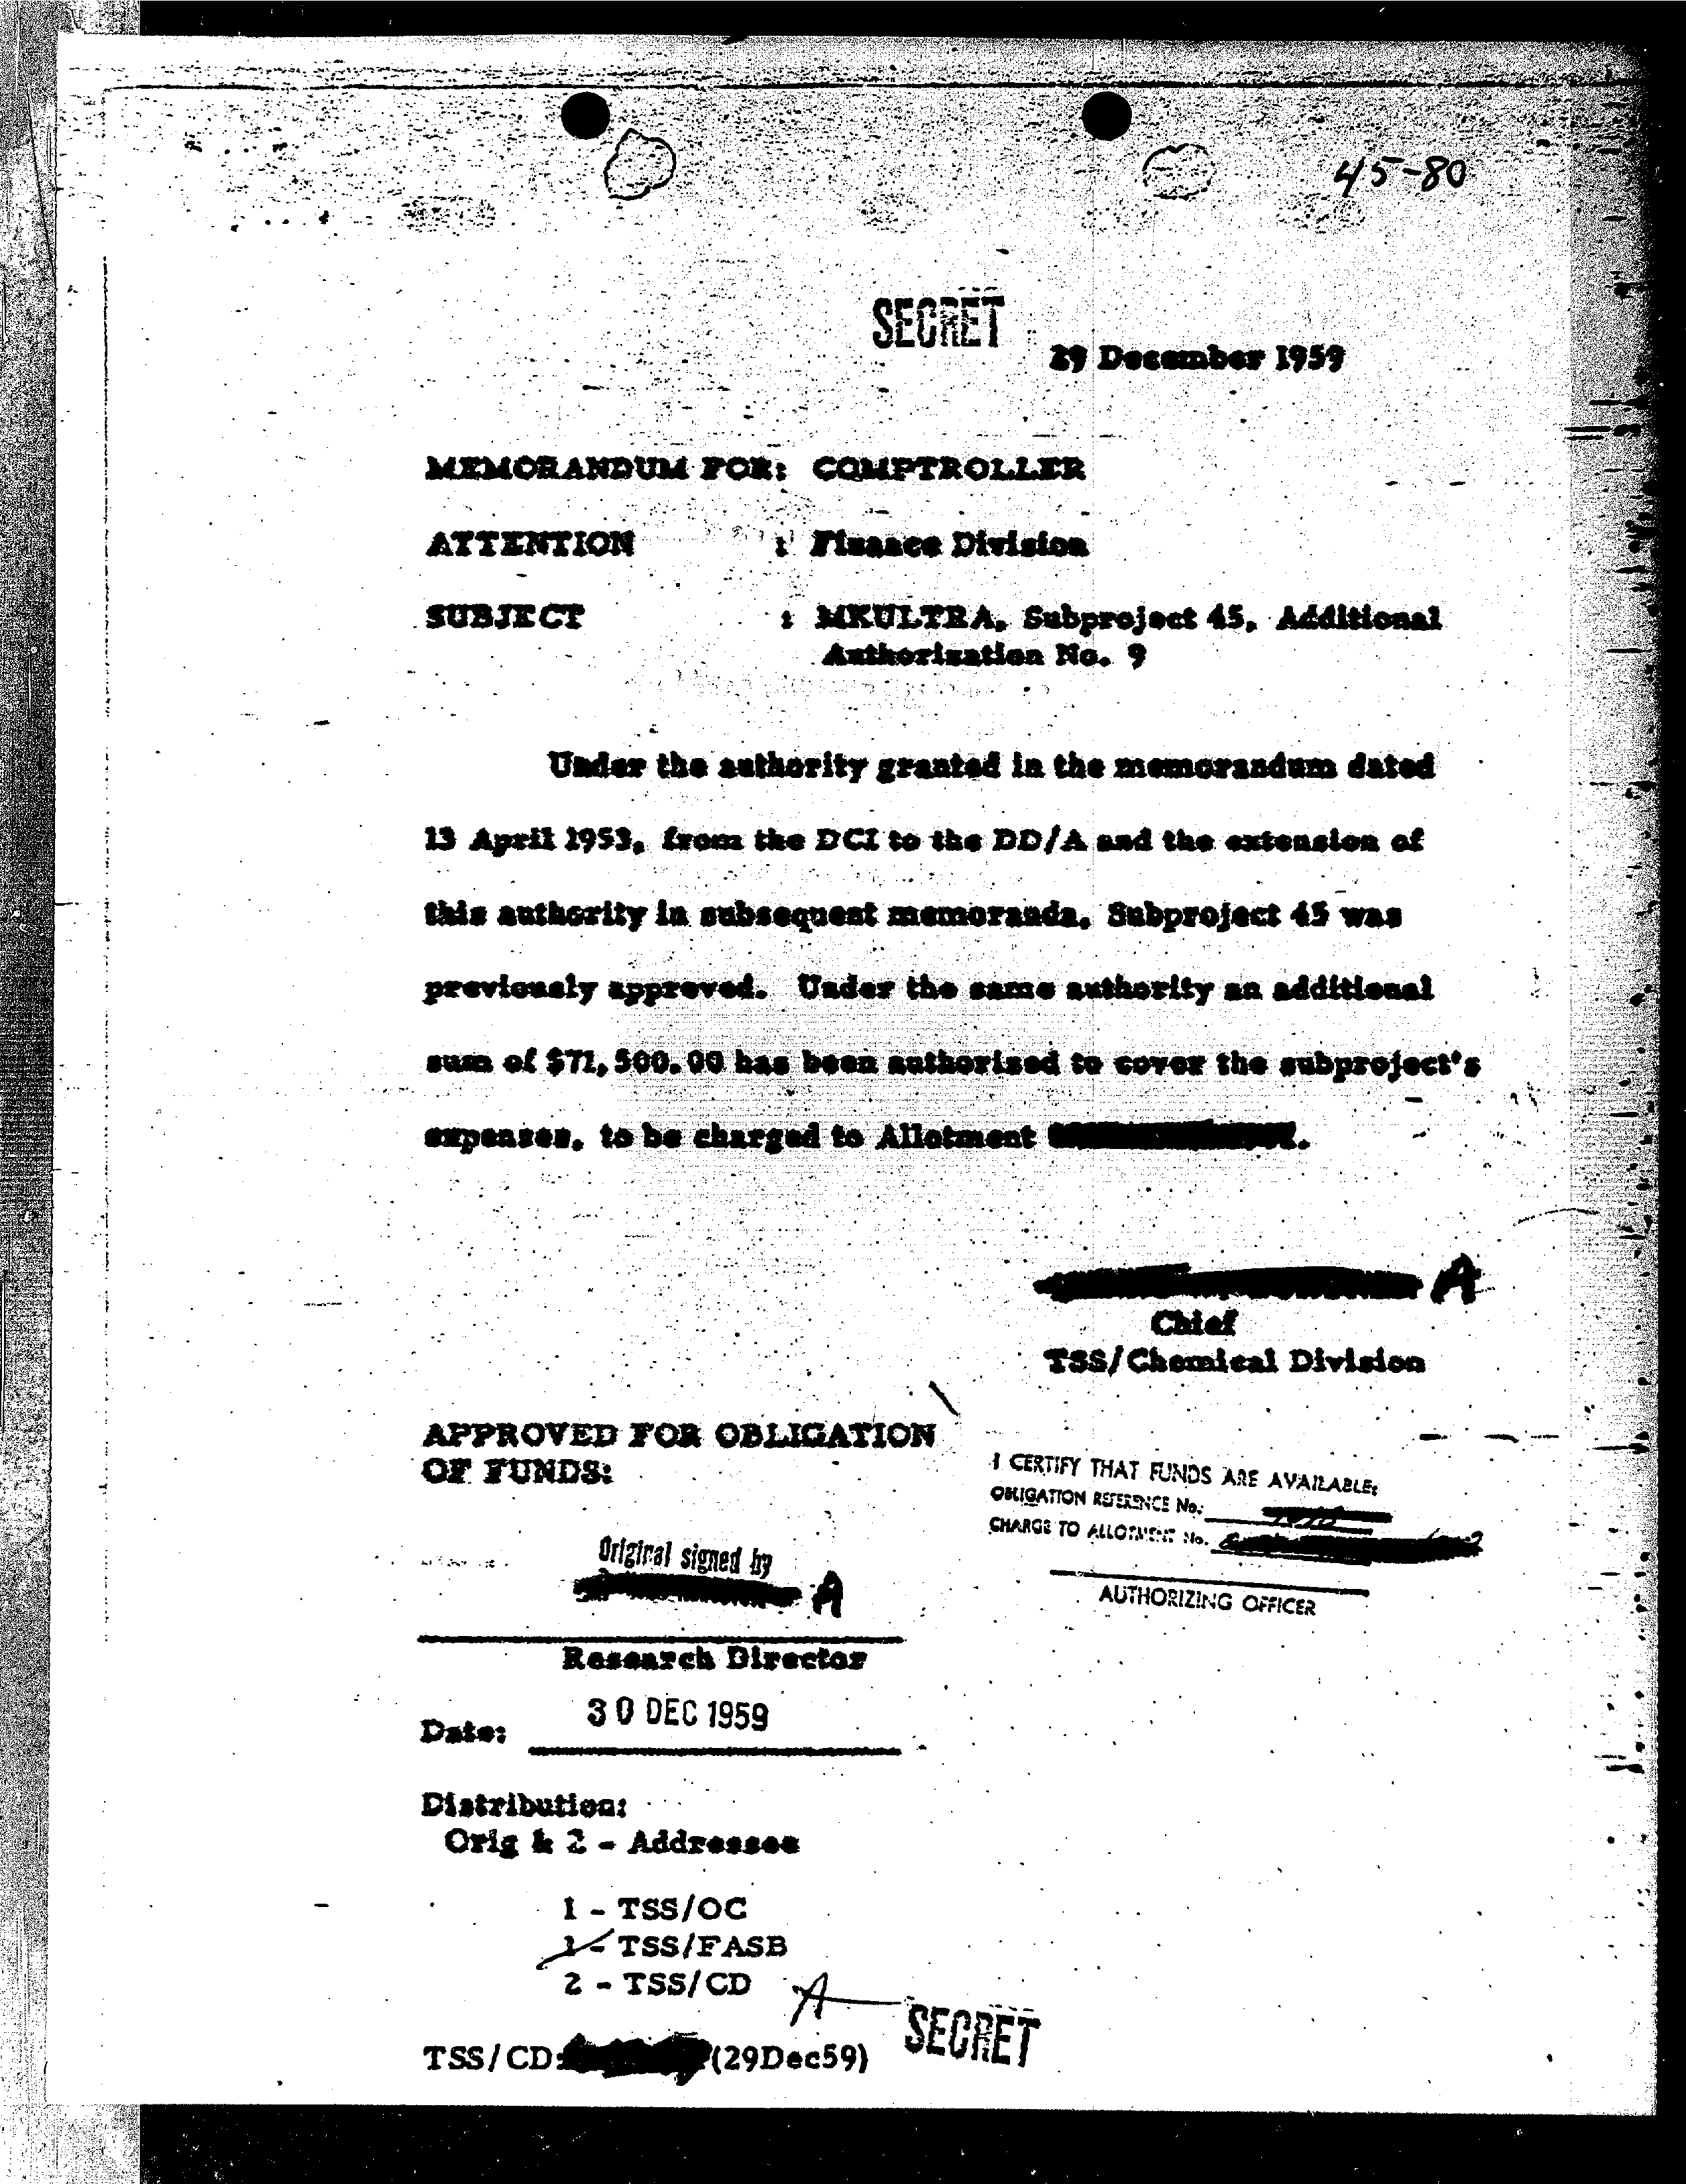 45-80
SECRET
29 December 1959
MEMORANDUM FOR: COMPTROLLER
ATTENTION : Finance Division
SUBJECT : MKULTRA, Subproject 45, Additional
Authorization No. 9
Under the authority granted in the memorandum dated
13 April 1953, from the DCI to the DD/A and the extension of
this authority in subsequent memoranda, Subproject 45 was
previously approved. Under the same authority an additional
sum of $71,500.00 has been authorized to cover the subproject's
expenses, to be charged to Allotment .
A
Chief
TSS/Chemical Division
APPROVED FOR OBLIGATION
OF FUNDS:
I CERTIFY THAT FUNDS ARE AVAILABLE:
OBLIGATION REFERENCE No.
CHARGE TO ALLOTMENT No.
AUTHORIZING OFFICER
Original signed by
A
Research Director
Date: 30 DEC 1959
Distribution:
Orig & 2 - Addressee
1 - TSS/OC
1 - TSS/FASB
2 - TSS/CD
A
TSS/CD: (29Dec59)
SECRET